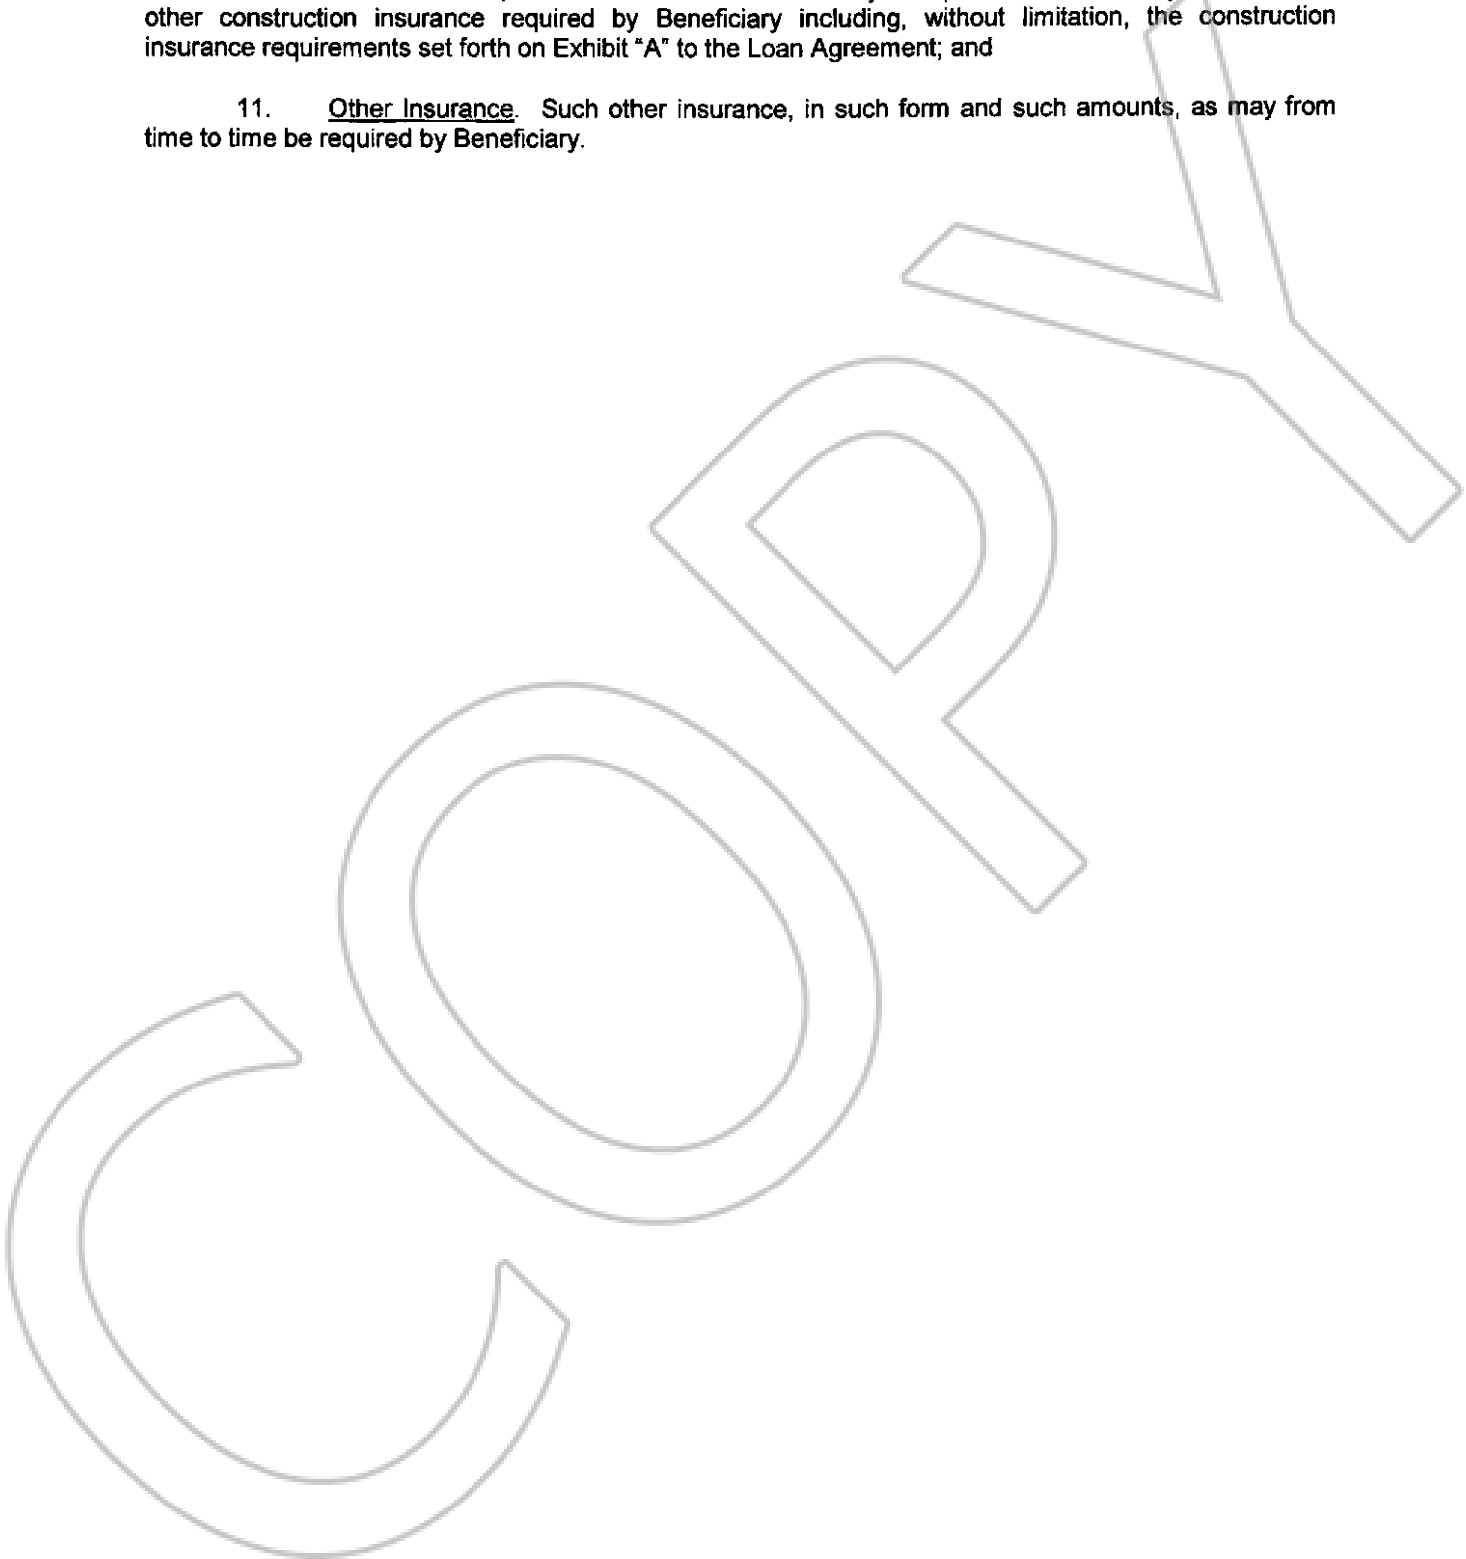 other construction insurance required by Beneficiary including, without limitation, the construction
insurance requirements set forth on Exhibit "A" to the Loan Agreement; and
11. Other Insurance. Such other insurance, in such form and such amounts, as may from
time to time be required by Beneficiary.
COPY